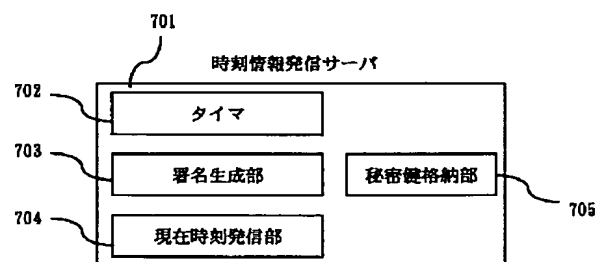 701
時刻情報発信サーバ
702
タイマ
703
署名生成部
秘密鍵格納部
705
704
現在時刻発信部